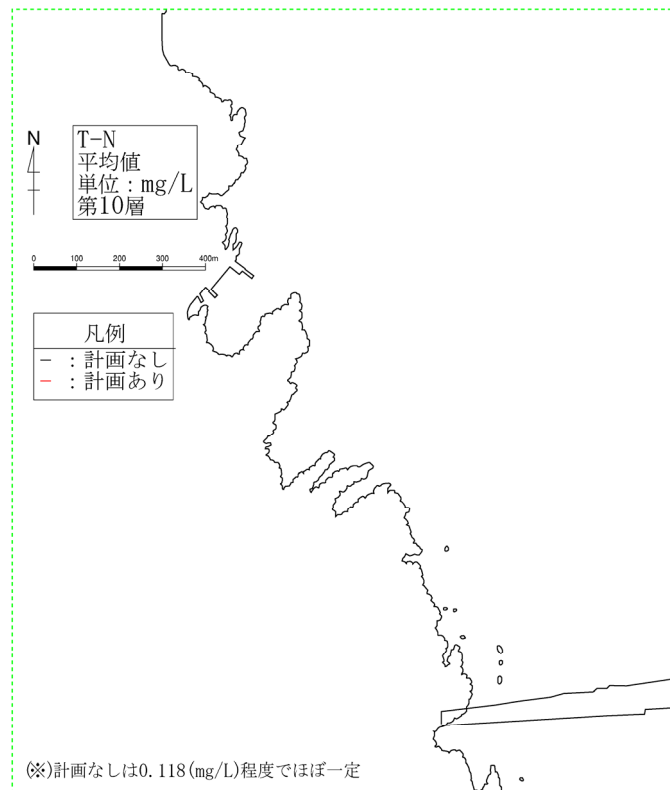 N
T-N
平均値
単位：mg/L
第10層
0 100 200 300 400m
凡例
－ ：計画なし
－ ：計画あり
(※)計画なしは0.118(mg/L)程度でほぼ一定